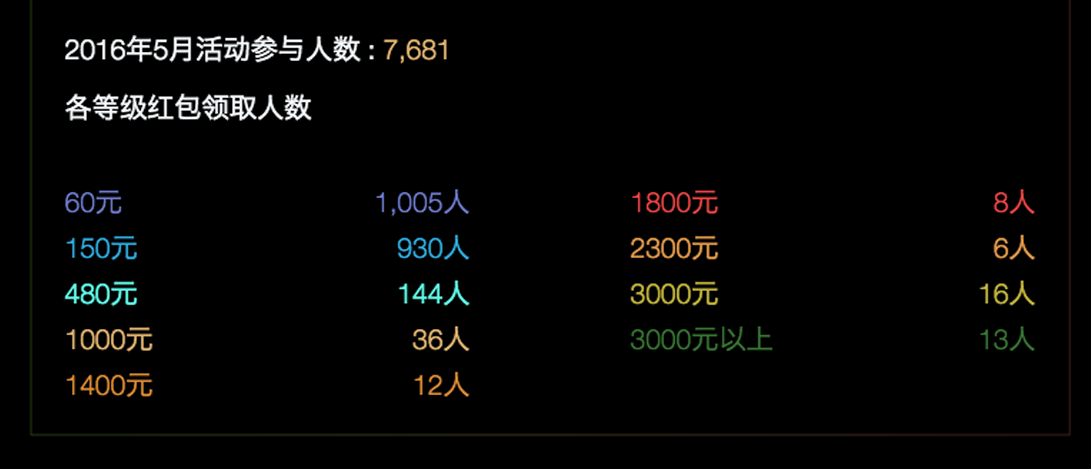 2016年5月活动参与人数 : 7,681
各等级红包领取人数
60元 1,005人
150元 930人
480元 144人
1000元 36人
1400元 12人
1800元 8人
2300元 6人
3000元 16人
3000元以上 13人